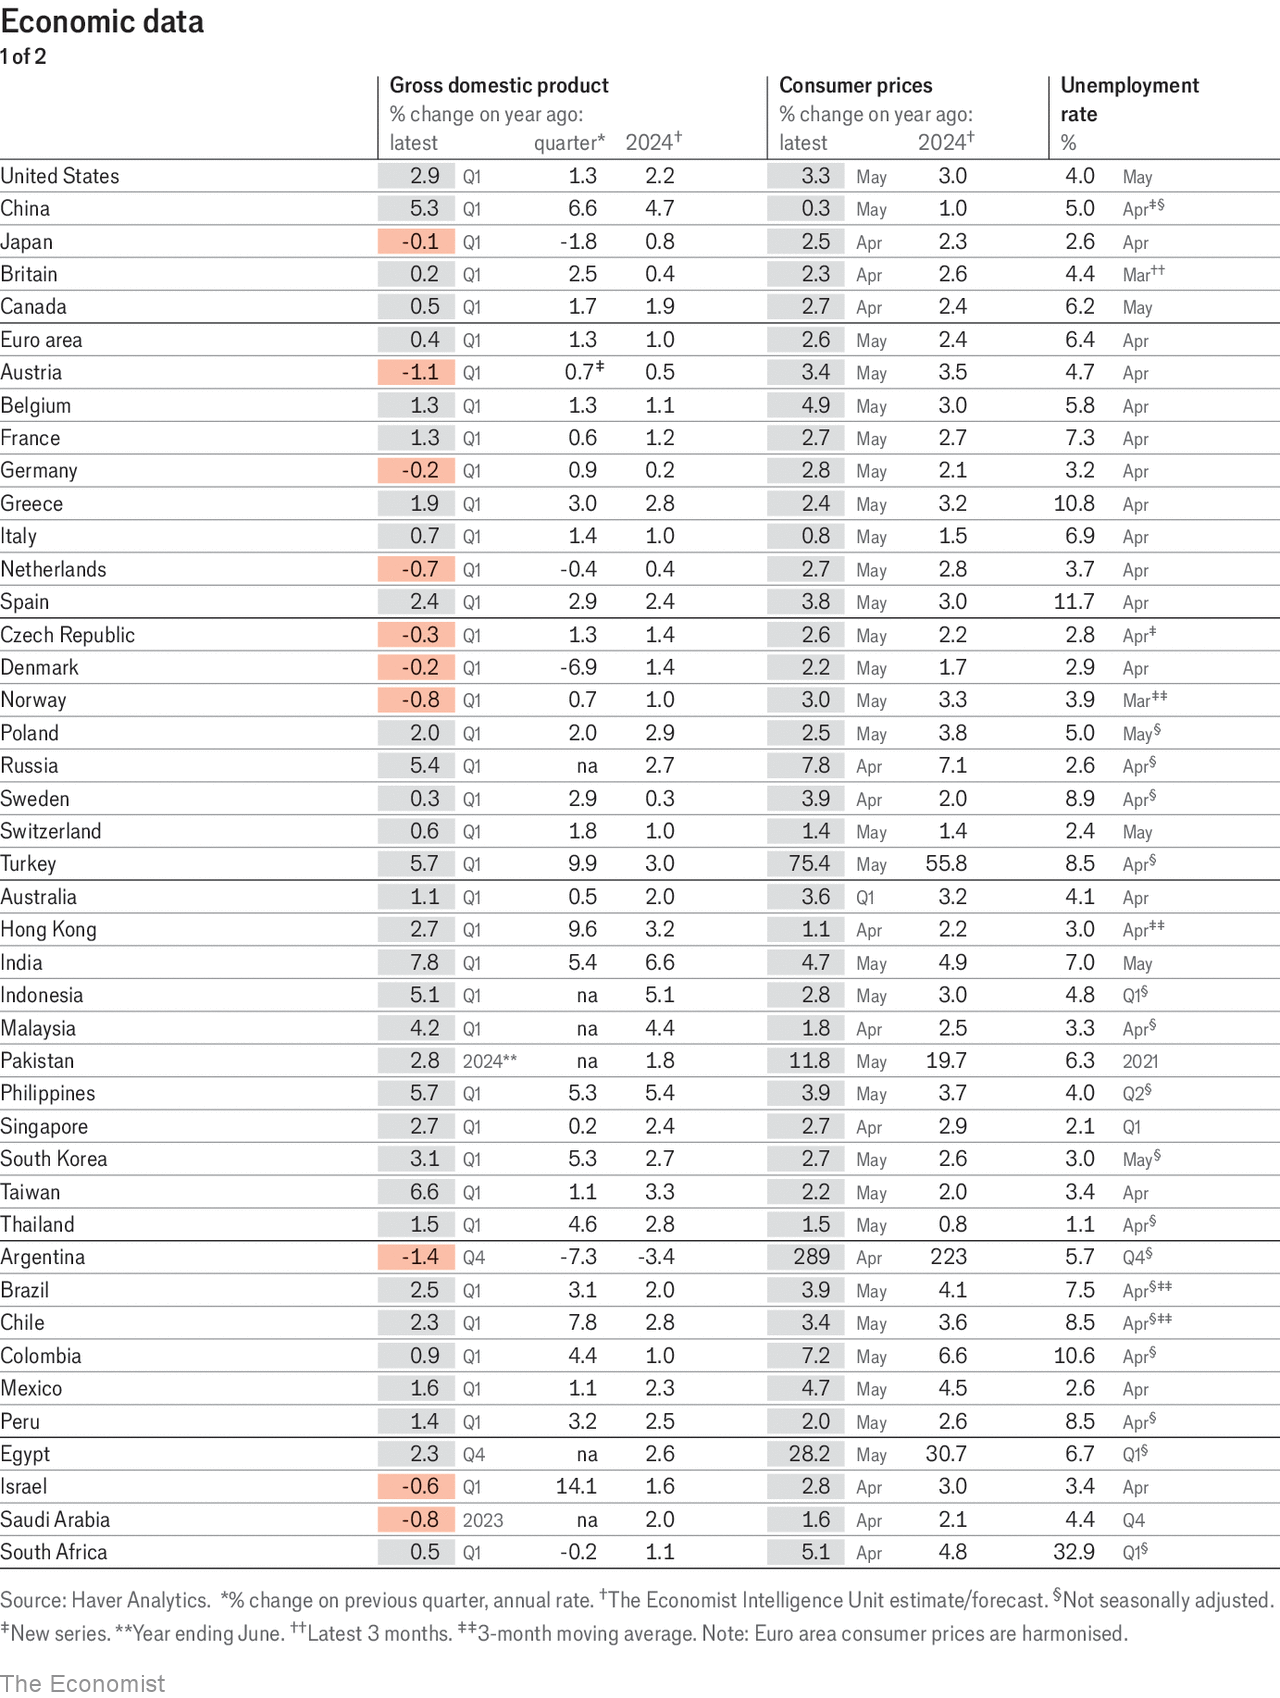 Economic data
1 of 2
Gross domestic product Consumer prices Unemployment
% change on year ago: % change on year ago: rate
latest quarter* 2024† latest 2024† %
United States 2.9 Q1 1.3 2.2 3.3 May 3.0 4.0 May
China 5.3 Q1 6.6 4.7 0.3 May 1.0 5.0 Apr‡§
Japan -0.1 Q1 -1.8 0.8 2.5 Apr 2.3 2.6 Apr
Britain 0.2 Q1 2.5 0.4 2.3 Apr 2.6 4.4 Mar††
Canada 0.5 Q1 1.7 1.9 2.7 Apr 2.4 6.2 May
Euro area 0.4 Q1 1.3 1.0 2.6 May 2.4 6.4 Apr
Austria -1.1 Q1 0.7‡ 0.5 3.4 May 3.5 4.7 Apr
Belgium 1.3 Q1 1.3 1.1 4.9 May 3.0 5.8 Apr
France 1.3 Q1 0.6 1.2 2.7 May 2.7 7.3 Apr
Germany -0.2 Q1 0.9 0.2 2.8 May 2.1 3.2 Apr
Greece 1.9 Q1 3.0 2.8 2.4 May 3.2 10.8 Apr
Italy 0.7 Q1 1.4 1.0 0.8 May 1.5 6.9 Apr
Netherlands -0.7 Q1 -0.4 0.4 2.7 May 2.8 3.7 Apr
Spain 2.4 Q1 2.9 2.4 3.8 May 3.0 11.7 Apr
Czech Republic -0.3 Q1 1.3 1.4 2.6 May 2.2 2.8 Apr‡
Denmark -0.2 Q1 -6.9 1.4 2.2 May 1.7 2.9 Apr
Norway -0.8 Q1 0.7 1.0 3.0 May 3.3 3.9 Mar‡‡
Poland 2.0 Q1 2.0 2.9 2.5 May 3.8 5.0 May§
Russia 5.4 Q1 na 2.7 7.8 Apr 7.1 2.6 Apr§
Sweden 0.3 Q1 2.9 0.3 3.9 Apr 2.0 8.9 Apr§
Switzerland 0.6 Q1 1.8 1.0 1.4 May 1.4 2.4 May
Turkey 5.7 Q1 9.9 3.0 75.4 May 55.8 8.5 Apr§
Australia 1.1 Q1 0.5 2.0 3.6 Q1 3.2 4.1 Apr
Hong Kong 2.7 Q1 9.6 3.2 1.1 Apr 2.2 3.0 Apr‡‡
India 7.8 Q1 5.4 6.6 4.7 May 4.9 7.0 May
Indonesia 5.1 Q1 na 5.1 2.8 May 3.0 4.8 Q1§
Malaysia 4.2 Q1 na 4.4 1.8 Apr 2.5 3.3 Apr§
Pakistan 2.8 2024** na 1.8 11.8 May 19.7 6.3 2021
Philippines 5.7 Q1 5.3 5.4 3.9 May 3.7 4.0 Q2§
Singapore 2.7 Q1 0.2 2.4 2.7 Apr 2.9 2.1 Q1
South Korea 3.1 Q1 5.3 2.7 2.7 May 2.6 3.0 May§
Taiwan 6.6 Q1 1.1 3.3 2.2 May 2.0 3.4 Apr
Thailand 1.5 Q1 4.6 2.8 1.5 May 0.8 1.1 Apr§
Argentina -1.4 Q4 -7.3 -3.4 289 Apr 223 5.7 Q4§
Brazil 2.5 Q1 3.1 2.0 3.9 May 4.1 7.5 Apr§‡‡
Chile 2.3 Q1 7.8 2.8 3.4 May 3.6 8.5 Apr§‡‡
Colombia 0.9 Q1 4.4 1.0 7.2 May 6.6 10.6 Apr§
Mexico 1.6 Q1 1.1 2.3 4.7 May 4.5 2.6 Apr
Peru 1.4 Q1 3.2 2.5 2.0 May 2.6 8.5 Apr§
Egypt 2.3 Q4 na 2.6 28.2 May 30.7 6.7 Q1§
Israel -0.6 Q1 14.1 1.6 2.8 Apr 3.0 3.4 Apr
Saudi Arabia -0.8 2023 na 2.0 1.6 Apr 2.1 4.4 Q4
South Africa 0.5 Q1 -0.2 1.1 5.1 Apr 4.8 32.9 Q1§
Source: Haver Analytics. *% change on previous quarter, annual rate. †The Economist Intelligence Unit estimate/forecast. §Not seasonally adjusted.
‡New series. **Year ending June. ††Latest 3 months. ‡‡3-month moving average. Note: Euro area consumer prices are harmonised.
The Economist